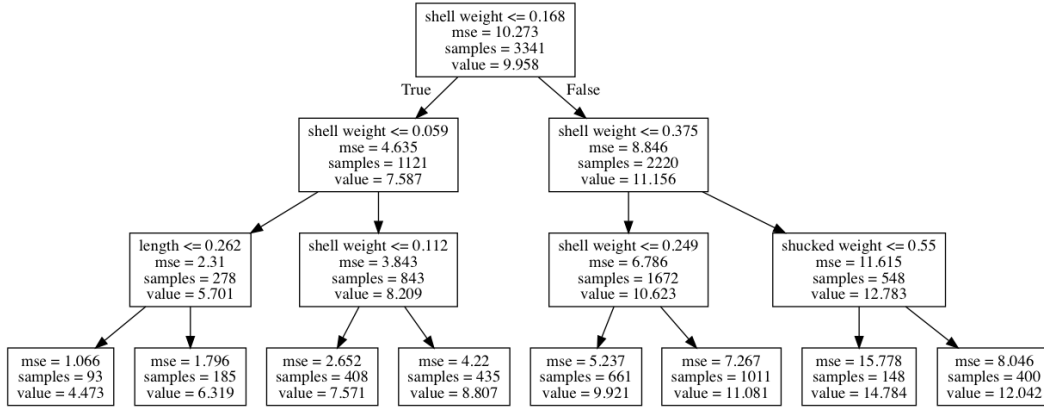 shell weight <= 0.168
mse = 10.273
samples = 3341
value = 9.958
True
False
shell weight <= 0.059
mse = 4.635
samples = 1121
value = 7.587
shell weight <= 0.375
mse = 8.846
samples = 2220
value = 11.156
length <= 0.262
mse = 2.31
samples = 278
value = 5.701
shell weight <= 0.112
mse = 3.843
samples = 843
value = 8.209
shell weight <= 0.249
mse = 6.786
samples = 1672
value = 10.623
shucked weight <= 0.55
mse = 11.615
samples = 548
value = 12.783
mse = 1.066
samples = 93
value = 4.473
mse = 1.796
samples = 185
value = 6.319
mse = 2.652
samples = 408
value = 7.571
mse = 4.22
samples = 435
value = 8.807
mse = 5.237
samples = 661
value = 9.921
mse = 7.267
samples = 1011
value = 11.081
mse = 15.778
samples = 148
value = 14.784
mse = 8.046
samples = 400
value = 12.042